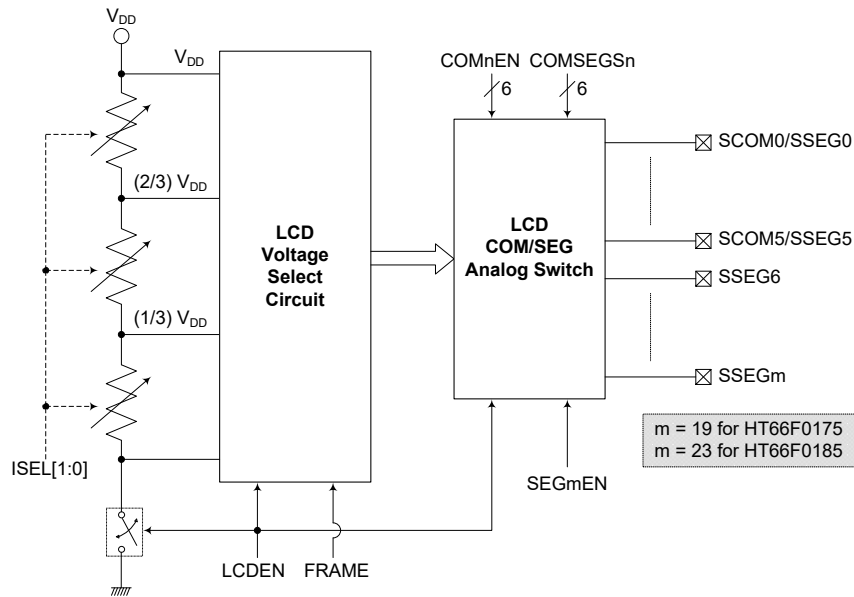 VDD
VDD
COMnEN COMSEGSn
6 6
SCOM0/SSEG0
(2/3) VDD
LCD
Voltage
Select
Circuit
LCD
COM/SEG
Analog Switch
SCOM5/SSEG5
SSEG6
(1/3) VDD
SSEGm
m = 19 for HT66F0175
m = 23 for HT66F0185
ISEL[1:0]
SEGmEN
LCDEN FRAME